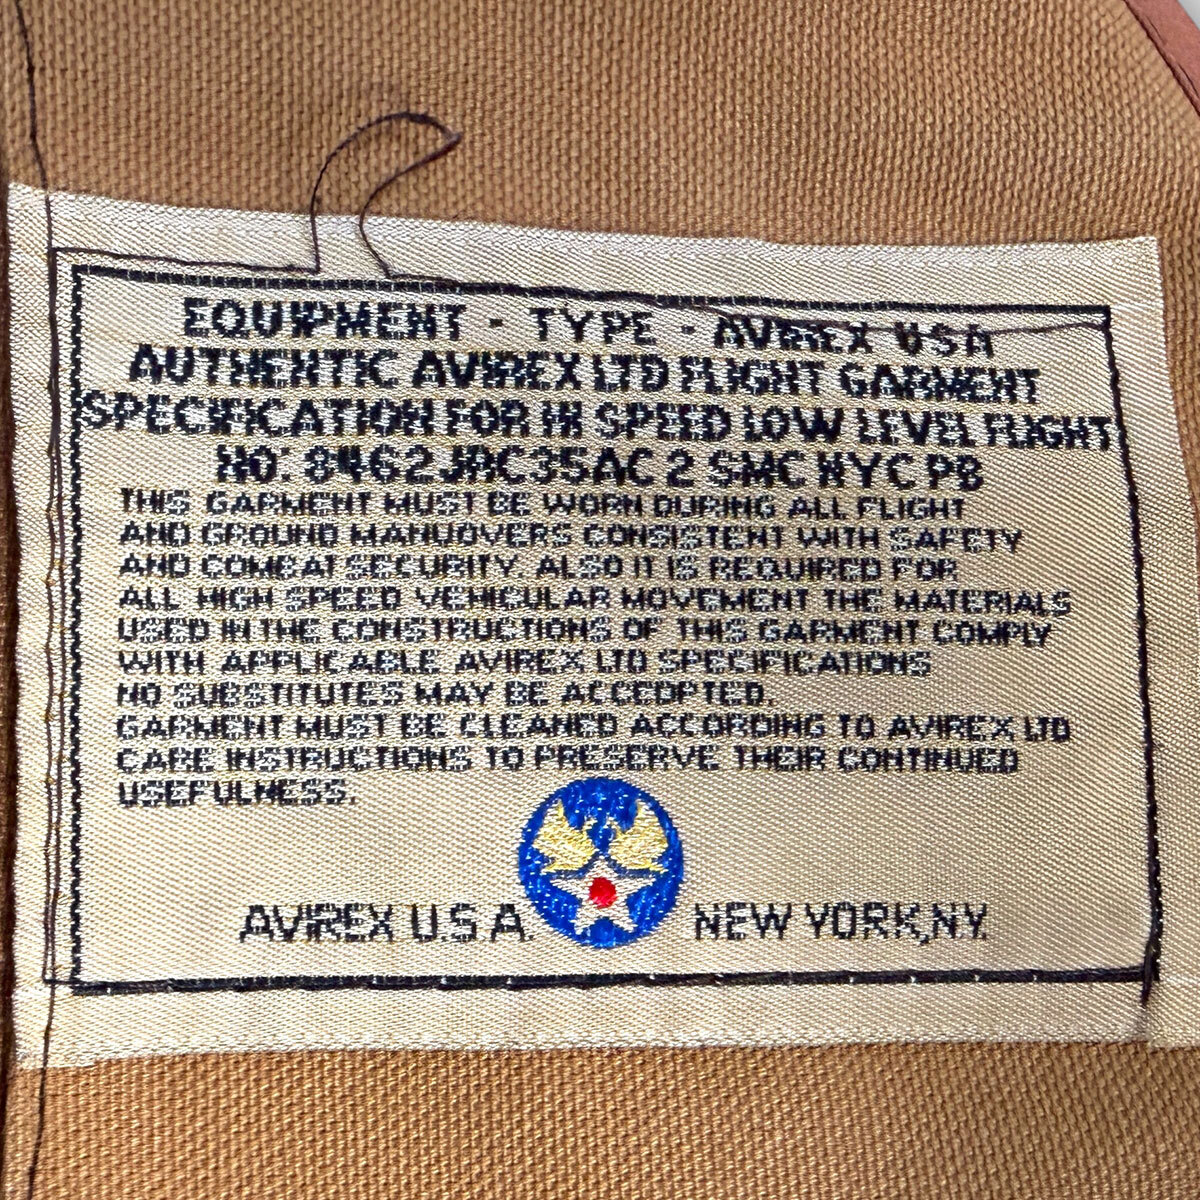 EQUIPMENT - TYPE - AVIREX USA
AUTHENTIC AVIREX LTD FLIGHT GARMENT
SPECIFICATION FOR HI SPEED LOW LEVEL FLIGHT
NO: 8462JAC35AC 2 SMC NYC PB
THIS GARMENT MUST BE WORN DURING ALL FLIGHT
AND GROUND MANUOVERS CONSISTENT WITH SAFETY
AND COMBAT SECURITY. ALSO IT IS REQUIRED FOR
ALL HIGH SPEED VEHICULAR MOVEMENT THE MATERIALS
USED IN THE CONSTRUCTIONS OF THIS GARMENT COMPLY
WITH APPLICABLE AVIREX LTD SPECIFICATIONS
NO SUBSTITUTES MAY BE ACCEOPTED.
GARMENT MUST BE CLEANED ACCORDING TO AVIREX LTD
CARE INSTRUCTIONS TO PRESERVE THEIR CONTINUED
USEFULNESS.
AVIREX U.S.A. NEW YORK, NY.